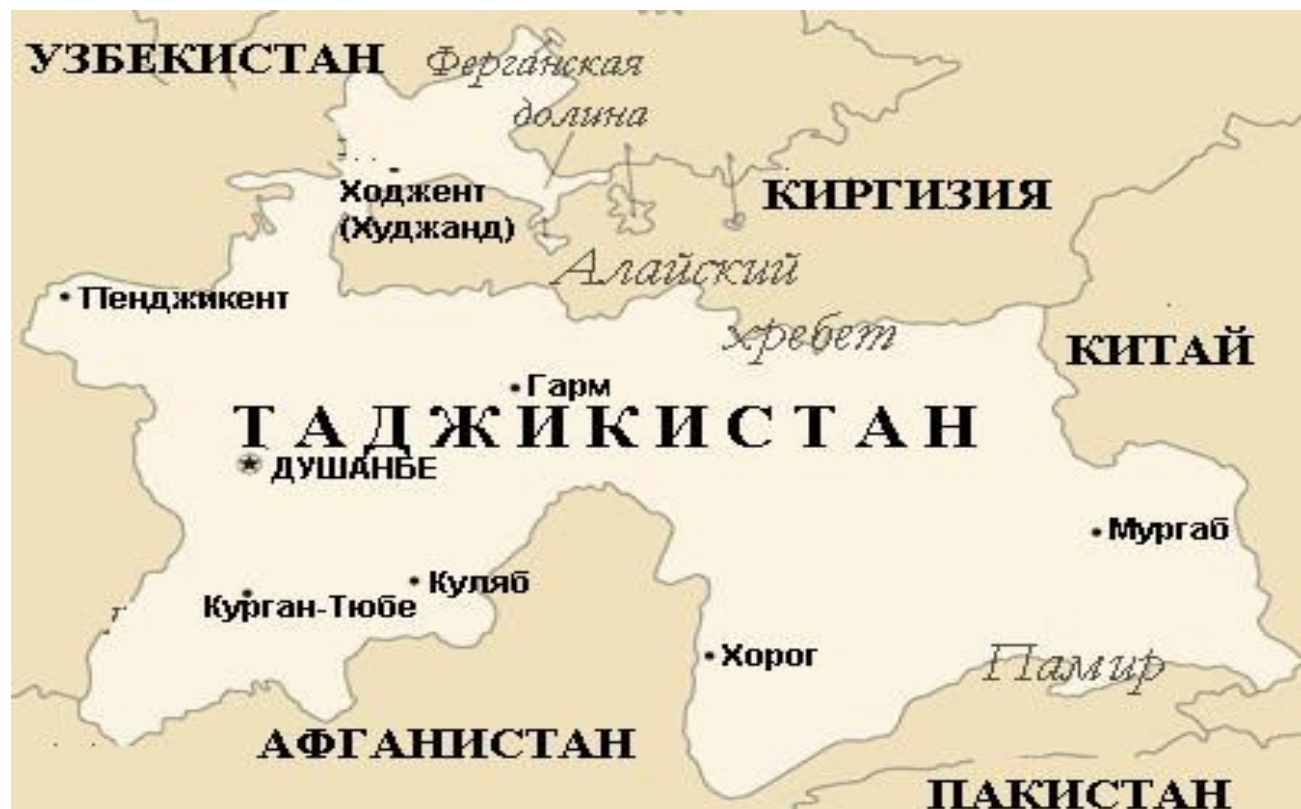 УЗБЕКИСТАН
Ферганская
долина
Ходжент
(Худжанд)
КИРГИЗИЯ
Алайский
хребет
Пенджикент
КИТАЙ
Гарм
ТАДЖИКИСТАН
ДУШАНБЕ
Мургаб
Куляб
Курган-Тюбе
Хорог
Памир
АФГАНИСТАН
ПАКИСТАН